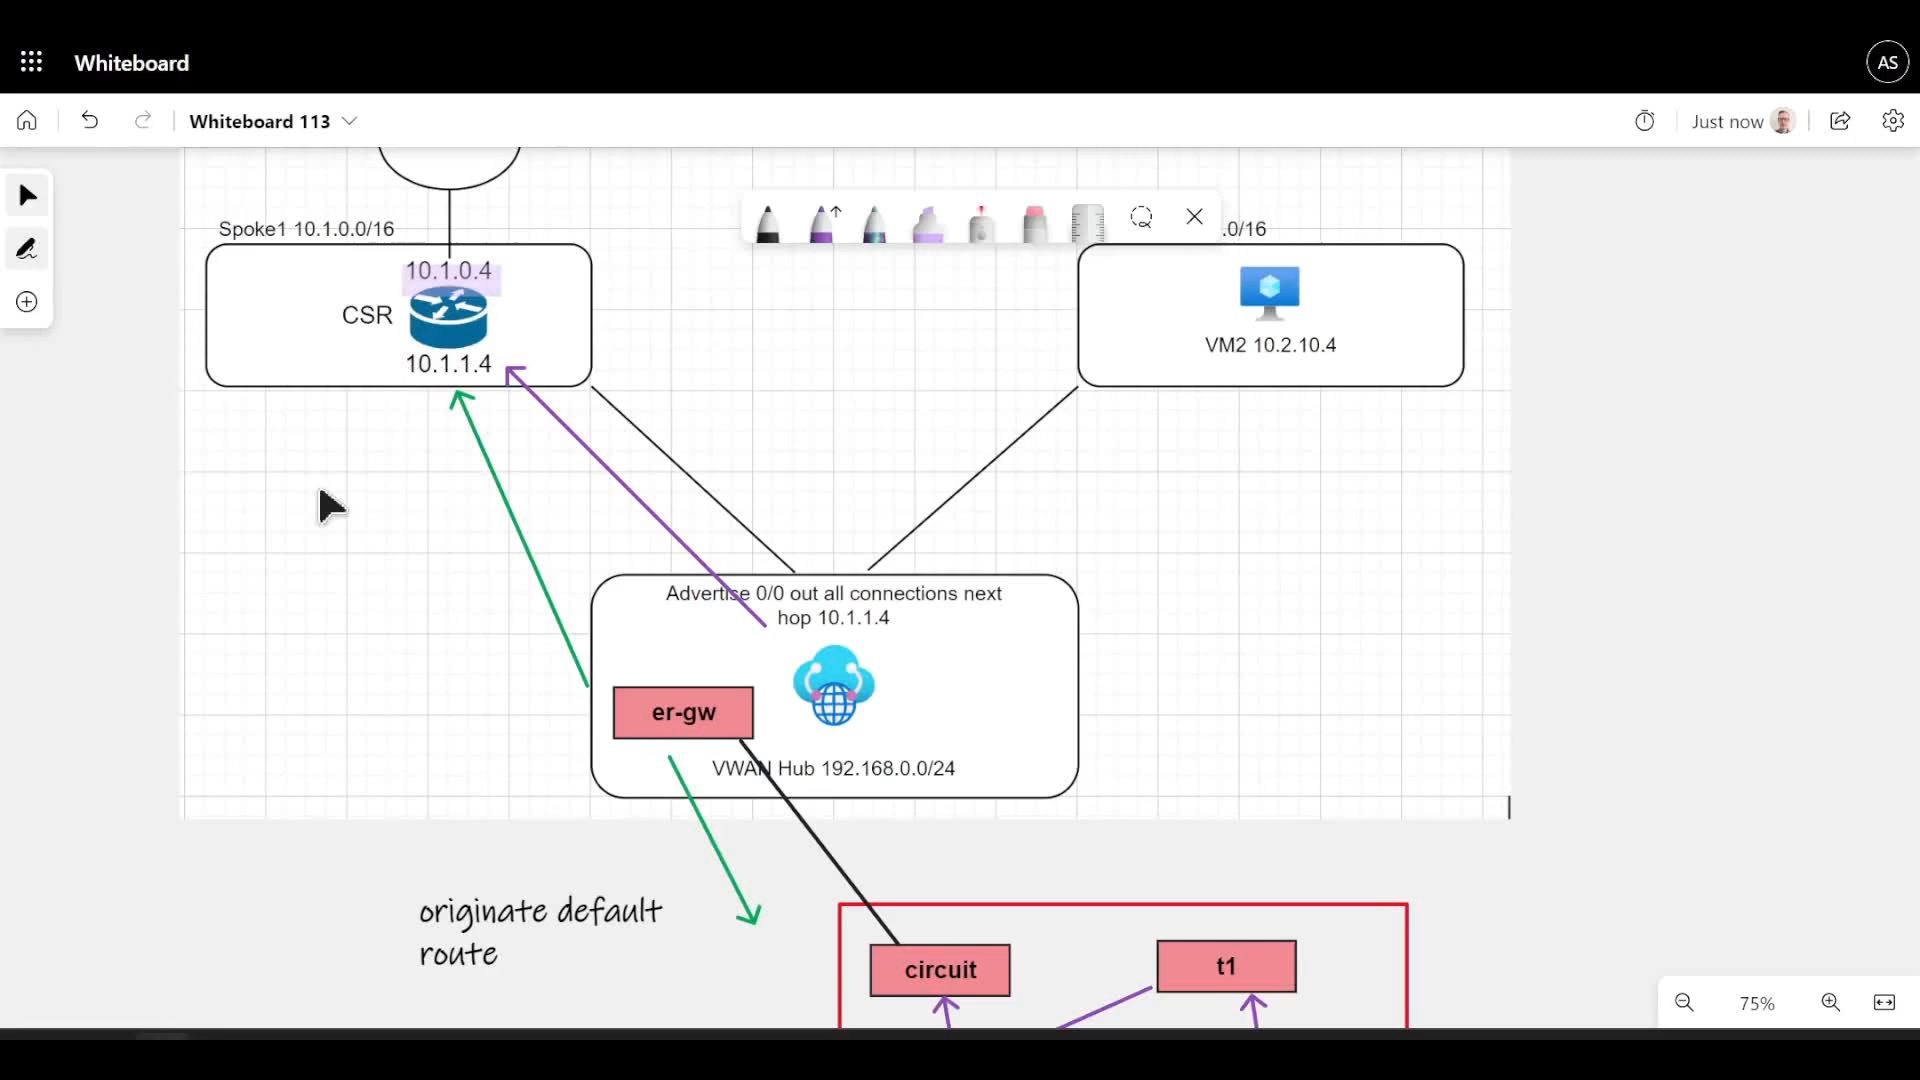 Whiteboard
AS
Whiteboard 113
Just now
Spoke1 10.1.0.0/16
.0/16
10.1.0.4
CSR
10.1.1.4
VM2 10.2.10.4
Advertise 0/0 out all connections next
hop 10.1.1.4
er-gw
VWAN Hub 192.168.0.0/24
originate default
route
circuit
t1
75%